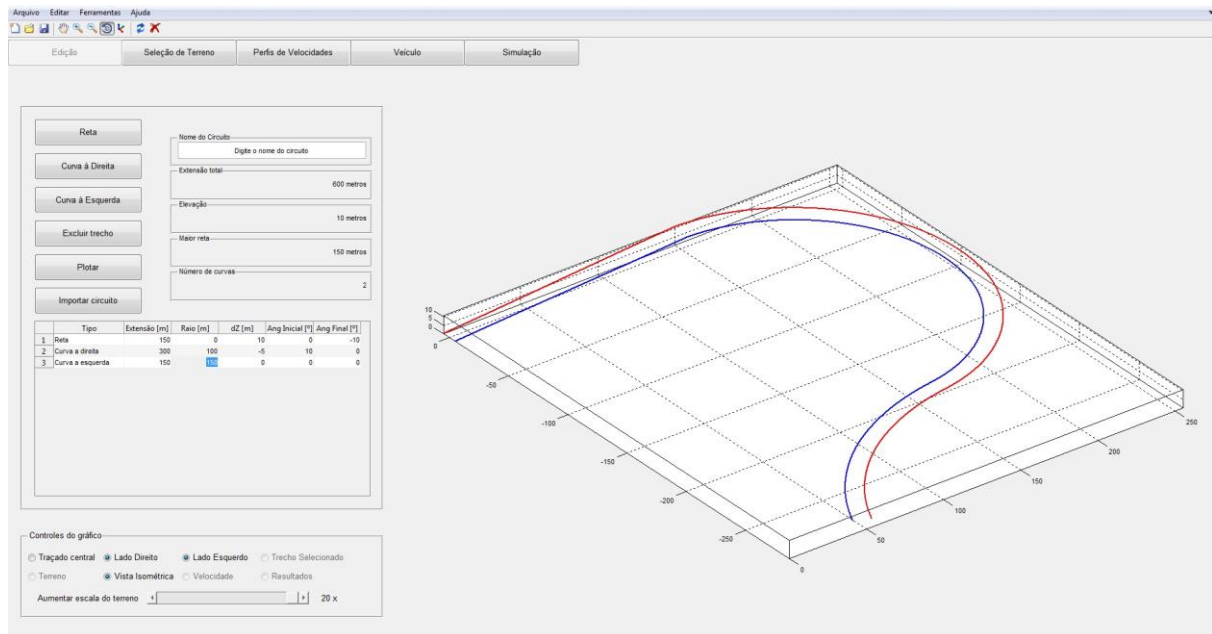 Arquivo Editar Ferramentas Ajuda
Edição Seleção de Terreno Perfis de Velocidades Veículo Simulação
Reta
Curva à Direita
Curva à Esquerda
Excluir trecho
Plotar
Importar circuito
Nome do Circuito
Digite o nome do circuito
Extensão total
600 metros
Elevação
10 metros
Maior reta
150 metros
Número de curvas
2
Tipo Extensão [m] Raio [m] dZ [m] Ang Inicial [º] Ang Final [º]
1 Reta 150 0 10 0 -10
2 Curva a direita 300 100 -5 10 0
3 Curva a esquerda 150 150 0 0 0
Controles do gráfico
Traçado central Lado Direito Lado Esquerdo Trecho Selecionado
Terreno Vista Isométrica Velocidade Resultados
Aumentar escala do terreno 20 x
10
5
0
0
-50
-100
-150
-200
-250
0
50
100
150
200
250